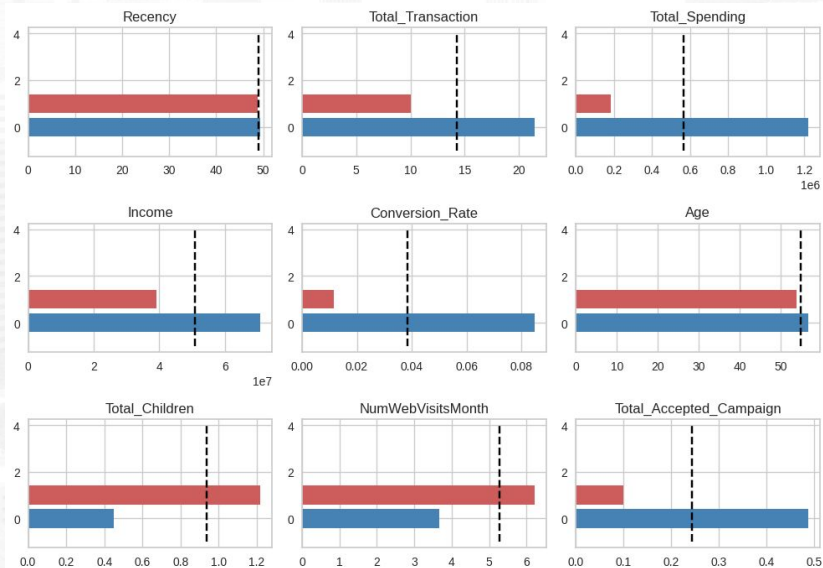 Recency
4
2
0
0 10 20 30 40 50
Total_Transaction
4
2
0
0 5 10 15 20
Total_Spending
4
2
0
0 0.2 0.4 0.6 0.8 1.0 1.2
1e6
Income
4
2
0
0 2 4 6
1e7
Conversion_Rate
4
2
0
0.00 0.02 0.04 0.06 0.08
Age
4
2
0
0 10 20 30 40 50
Total_Children
4
2
0
0.0 0.2 0.4 0.6 0.8 1.0 1.2
NumWebVisitsMonth
4
2
0
0 1 2 3 4 5 6
Total_Accepted_Campaign
4
2
0
0.0 0.1 0.2 0.3 0.4 0.5